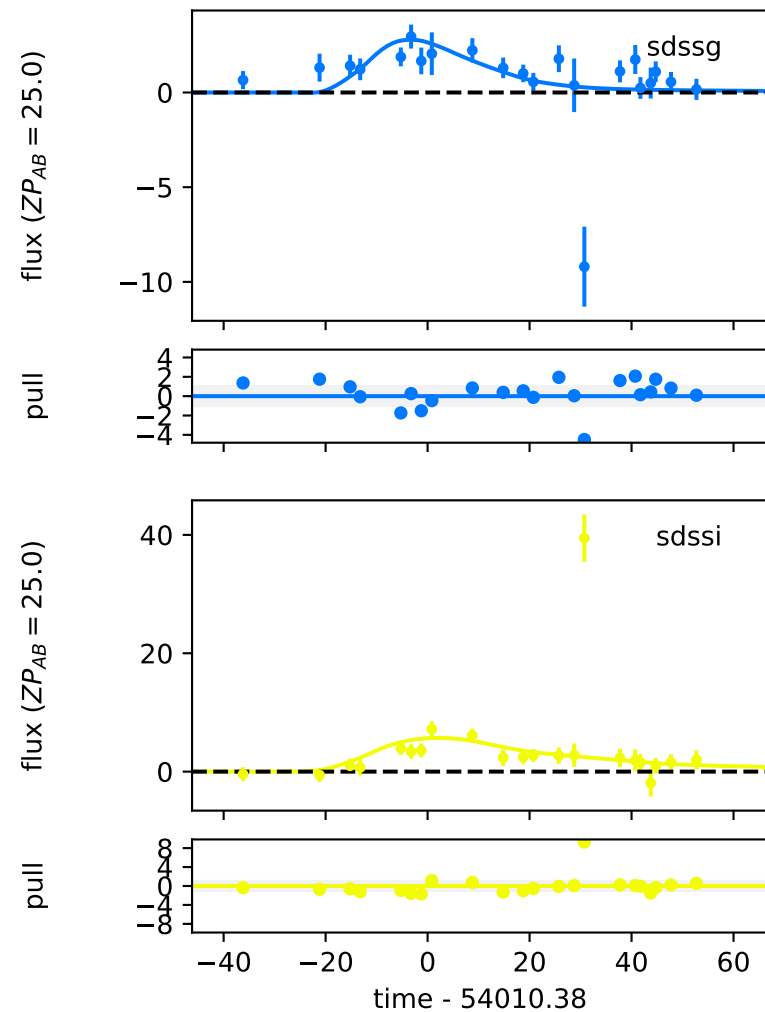 sdssg
flux (ZP_AB = 25.0)
0
−5
−10
pull
4
2
0
−2
−4
sdssi
flux (ZP_AB = 25.0)
40
20
0
pull
8
4
0
−4
−8
−40 −20 0 20 40 60
time - 54010.38